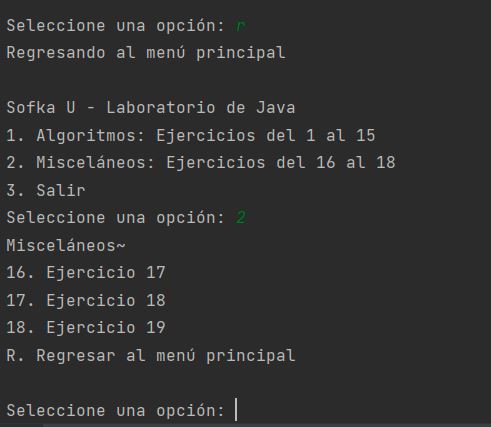 Seleccione una opción: r
Regresando al menú principal
Sofka U - Laboratorio de Java
1. Algoritmos: Ejercicios del 1 al 15
2. Misceláneos: Ejercicios del 16 al 18
3. Salir
Seleccione una opción: 2
Misceláneos~
16. Ejercicio 17
17. Ejercicio 18
18. Ejercicio 19
R. Regresar al menú principal
Seleccione una opción: